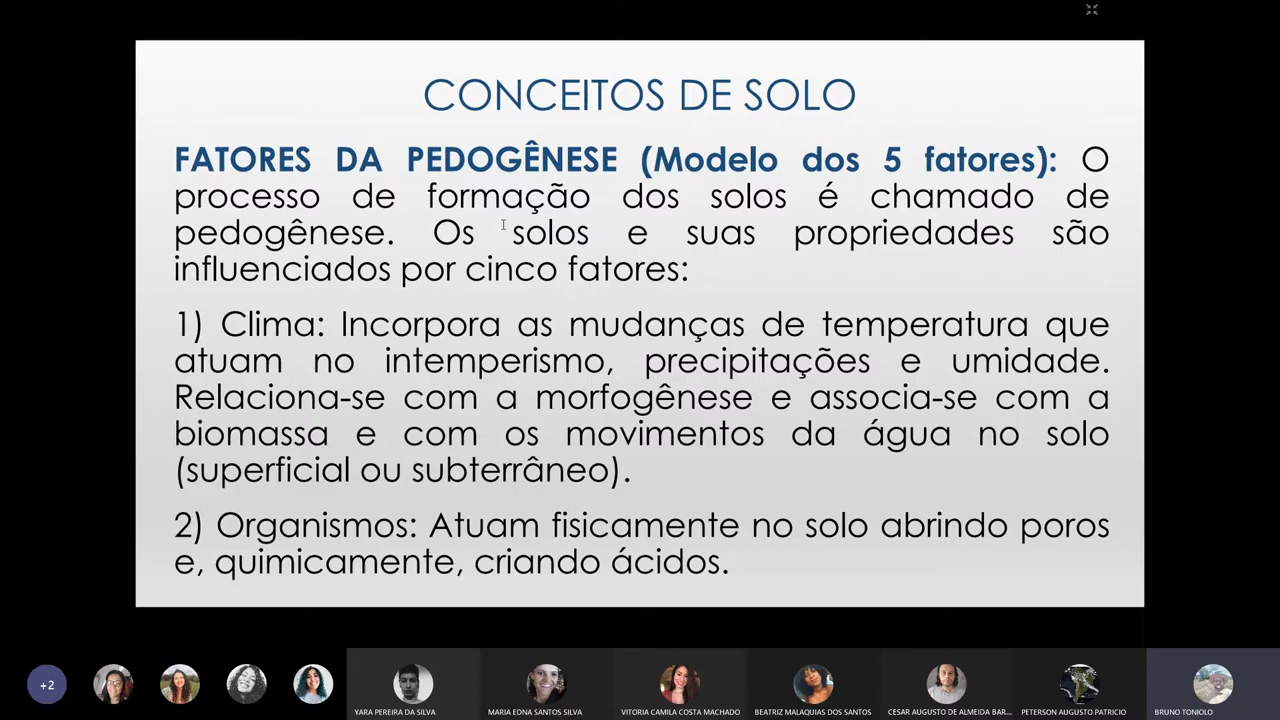 CONCEITOS DE SOLO
FATORES DA PEDOGÊNESE (Modelo dos 5 fatores): O
processo de formação dos solos é chamado de
pedogênese. Os solos e suas propriedades são
influenciados por cinco fatores:
1) Clima: Incorpora as mudanças de temperatura que
atuam no intemperismo, precipitações e umidade.
Relaciona-se com a morfogênese e associa-se com a
biomassa e com os movimentos da água no solo
(superficial ou subterrâneo).
2) Organismos: Atuam fisicamente no solo abrindo poros
e, quimicamente, criando ácidos.
+2
YARA PEREIRA DA SILVA
MARIA EDNA SANTOS SILVA
VITORIA CAMILA COSTA MACHADO
BEATRIZ MALAQUIAS DOS SANTOS
CESAR AUGUSTO DE ALMEIDA BAR...
PETERSON AUGUSTO PATRICIO
BRUNO TONIOLO